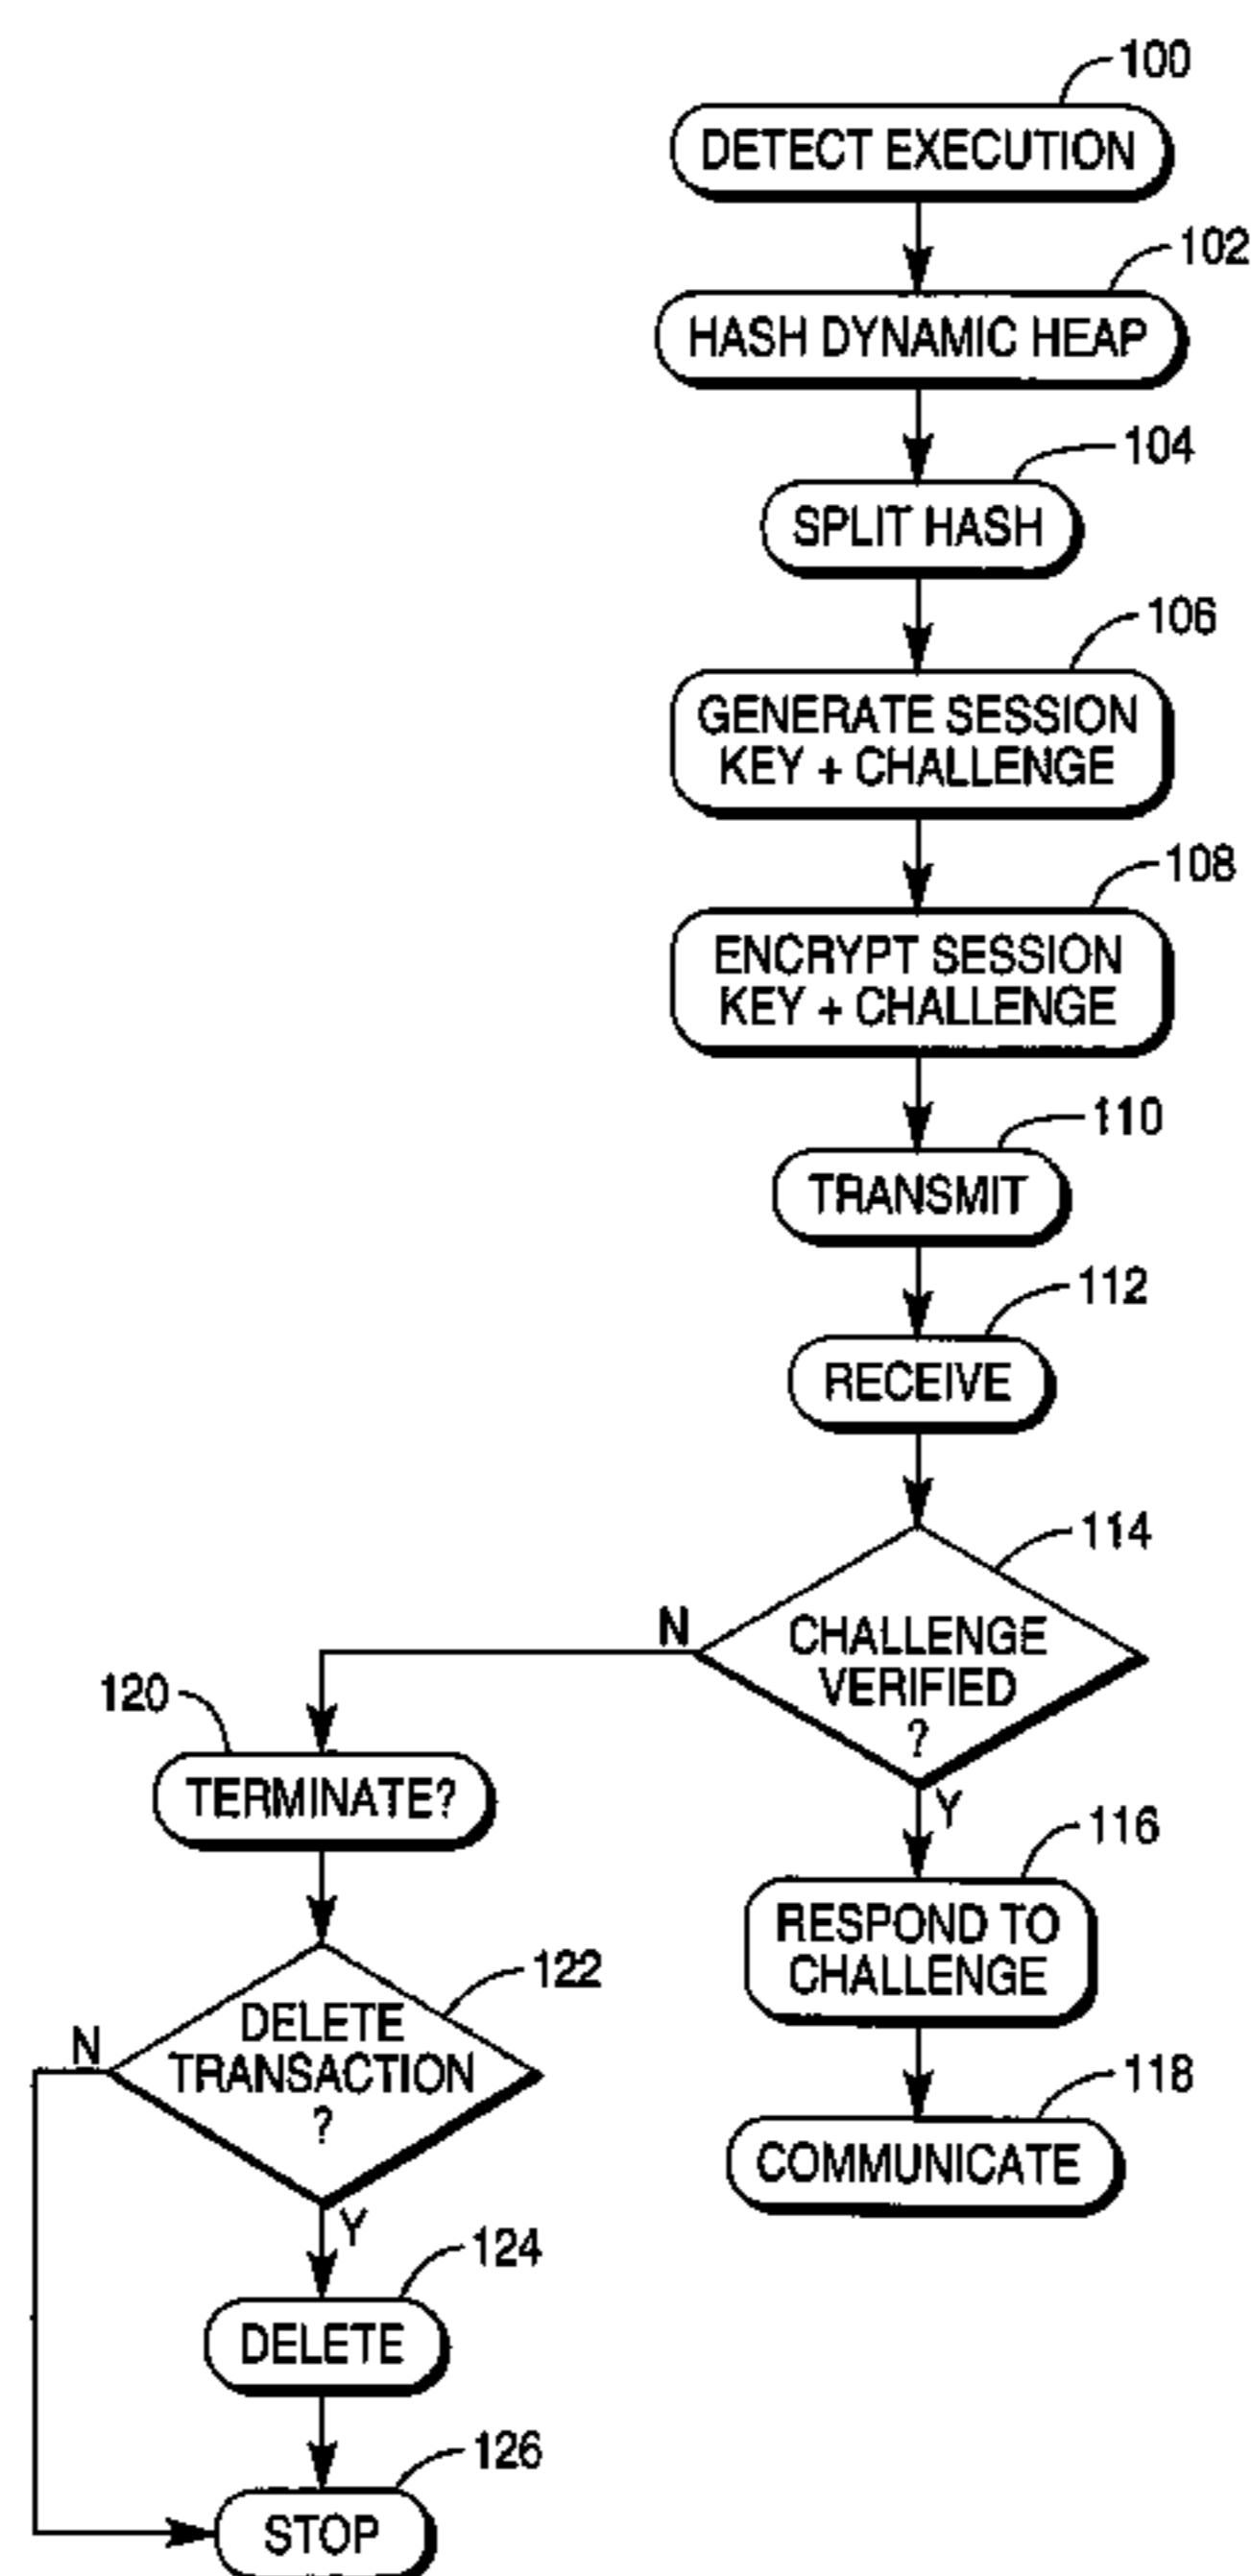 100
DETECT EXECUTION
102
HASH DYNAMIC HEAP
104
SPLIT HASH
106
GENERATE SESSION
KEY + CHALLENGE
108
ENCRYPT SESSION
KEY + CHALLENGE
110
TRANSMIT
112
RECEIVE
114
CHALLENGE
VERIFIED
?
N
Y
120
TERMINATE?
116
RESPOND TO
CHALLENGE
122
DELETE
TRANSACTION
?
N
Y
118
COMMUNICATE
124
DELETE
126
STOP